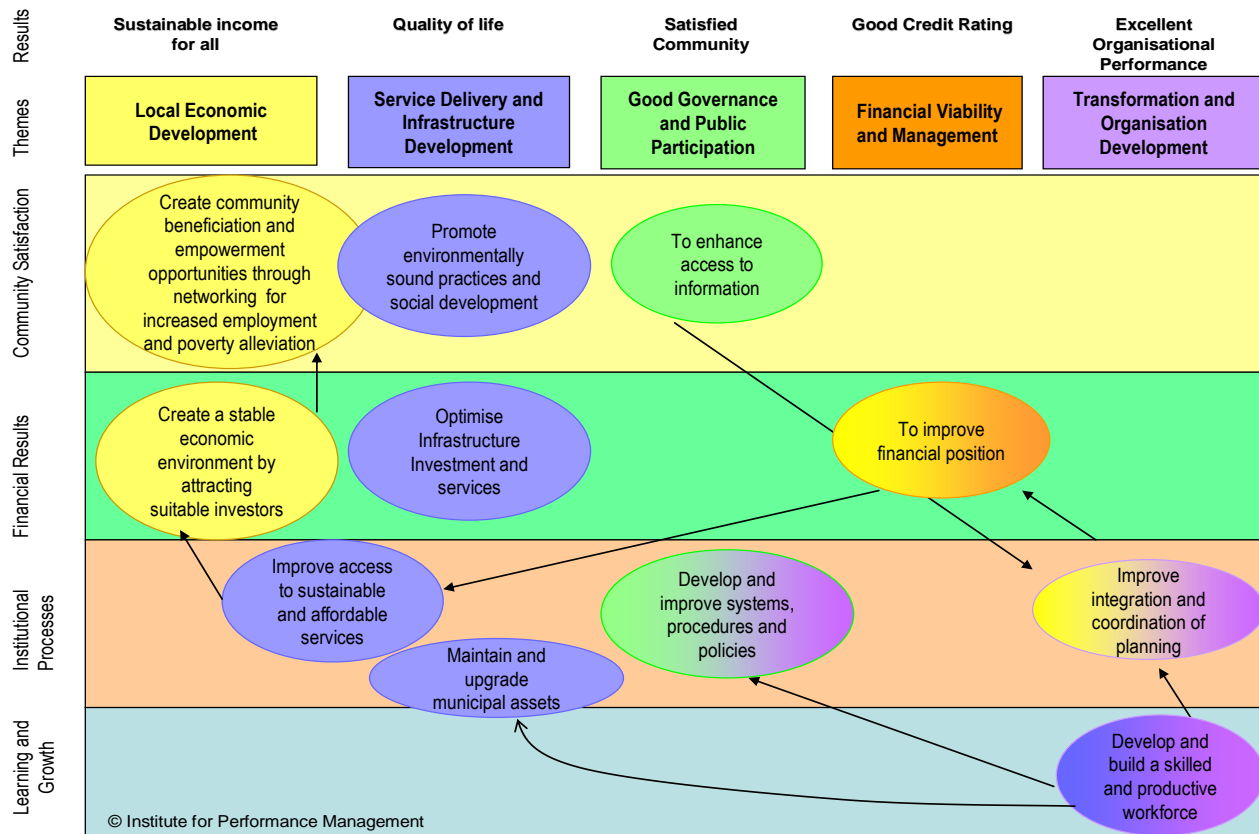 Results
Sustainable income
for all
Quality of life
Satisfied
Community
Good Credit Rating
Excellent
Organisational
Performance
Themes
Local Economic
Development
Service Delivery and
Infrastructure
Development
Good Governance
and Public
Participation
Financial Viability
and Management
Transformation and
Organisation
Development
Community Satisfaction
Create community
beneficiation and
empowerment
opportunities through
networking for
increased employment
and poverty alleviation
Promote
environmentally
sound practices and
social development
To enhance
access to
information
Financial Results
Create a stable
economic
environment by
attracting
suitable investors
Optimise
Infrastructure
Investment and
services
To improve
financial position
Institutional
Processes
Improve access
to sustainable
and affordable
services
Maintain and
upgrade
municipal assets
Develop and
improve systems,
procedures and
policies
Improve
integration and
coordination of
planning
Learning and
Growth
Develop and
build a skilled
and productive
workforce
© Institute for Performance Management